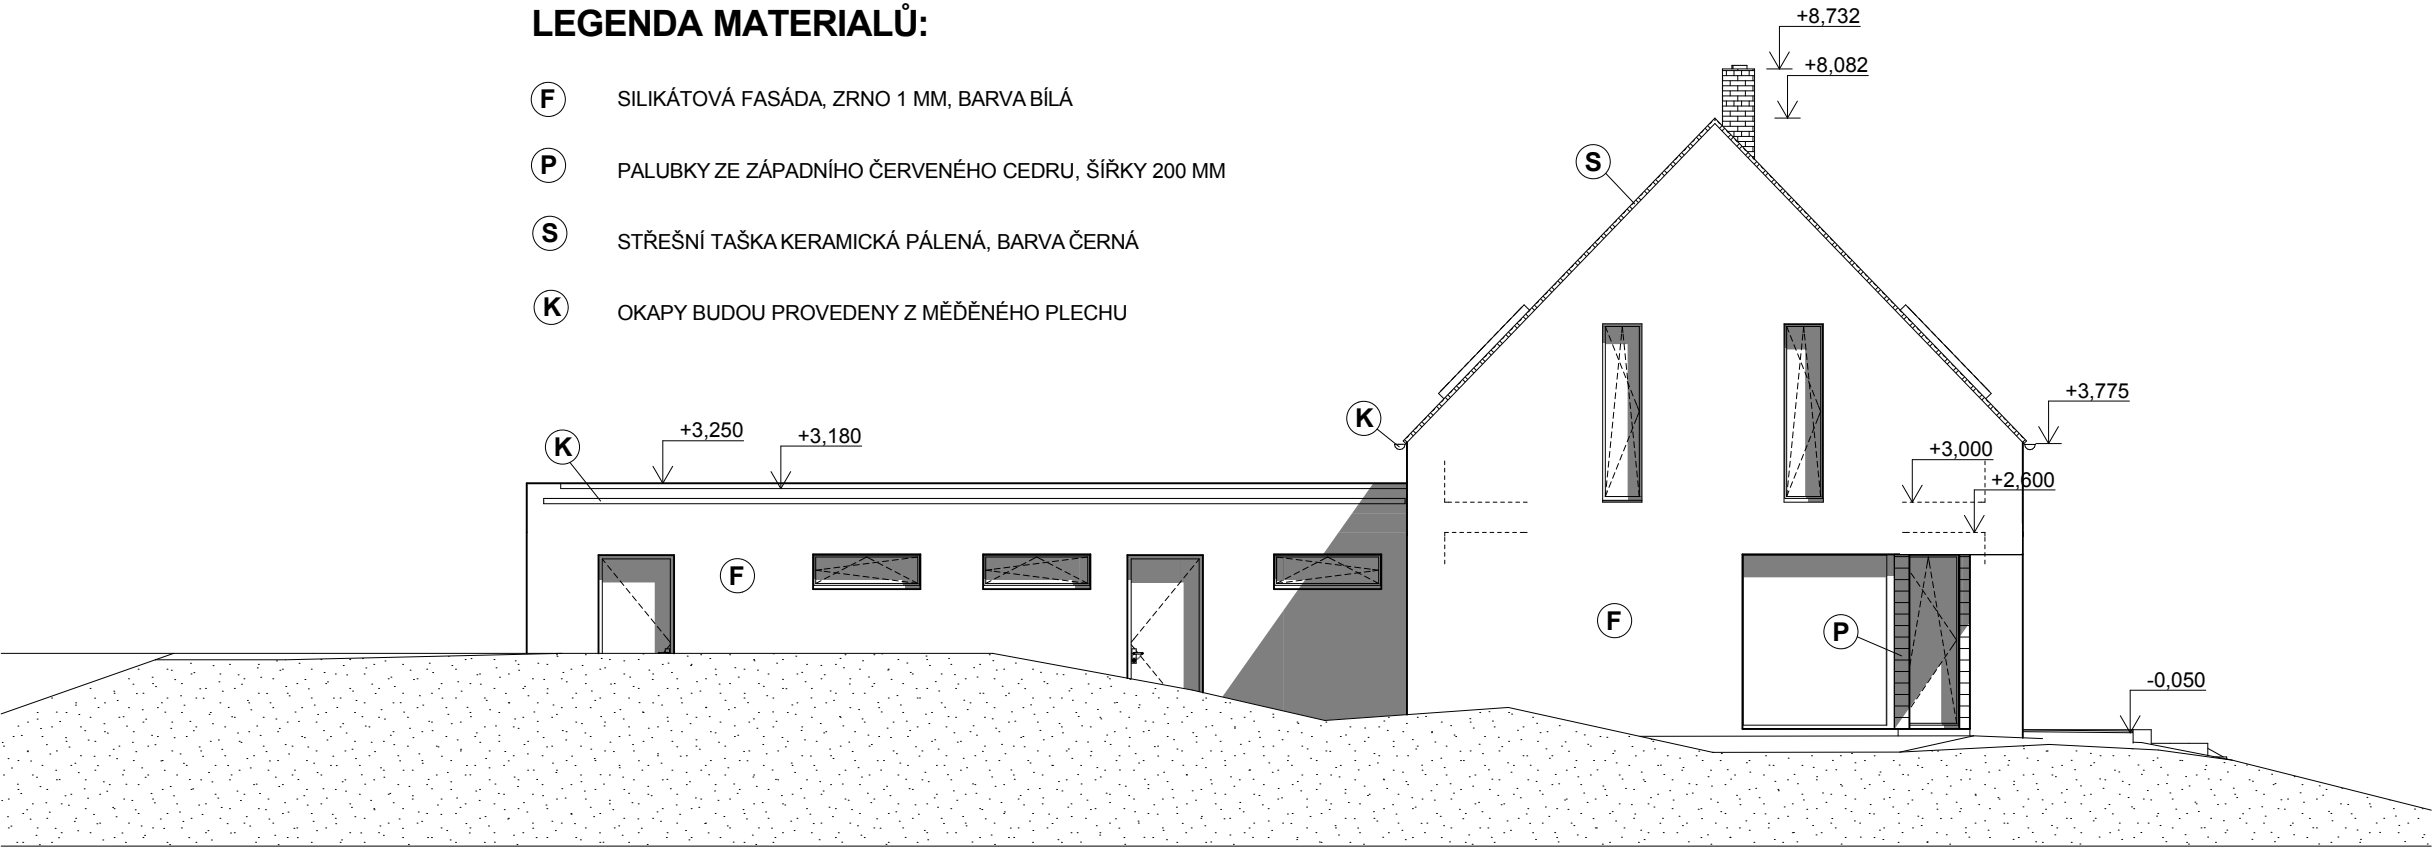 LEGENDA MATERIALŮ:
F SILIKÁTOVÁ FASÁDA, ZRNO 1 MM, BARVA BÍLÁ
P PALUBKY ZE ZÁPADNÍHO ČERVENÉHO CEDRU, ŠÍŘKY 200 MM
S STŘEŠNÍ TAŠKA KERAMICKÁ PÁLENÁ, BARVA ČERNÁ
K OKAPY BUDOU PROVEDENY Z MĚĎĚNÉHO PLECHU
+8,732
+8,082
S
+3,775
K
+3,250
+3,180
K
+3,000
+2,600
F
F
P
-0,050